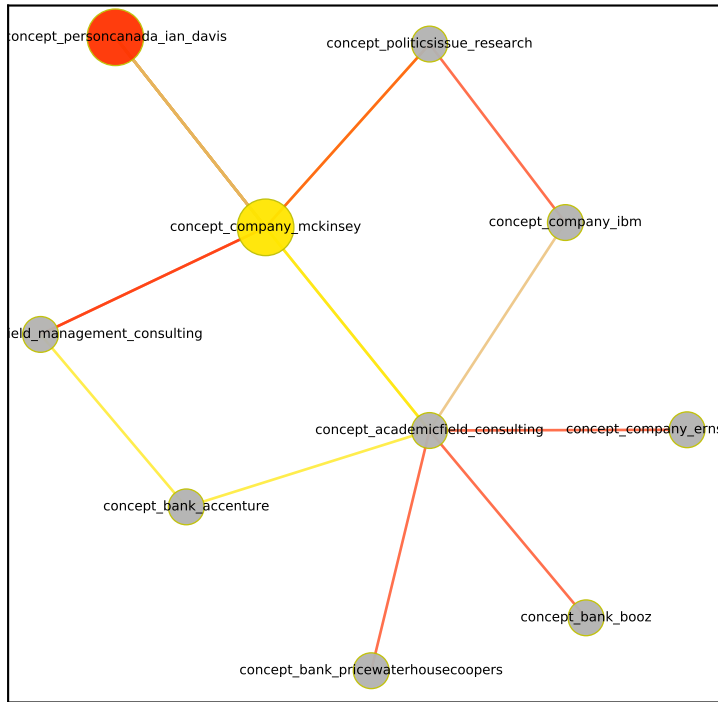 concept_personcanada_ian_davis
concept_politicsissue_research
concept_company_mckinsey
concept_company_ibm
ield_management_consulting
concept_academicfield_consulting
concept_company_erns
concept_bank_accenture
concept_bank_booz
concept_bank_pricewaterhousecoopers